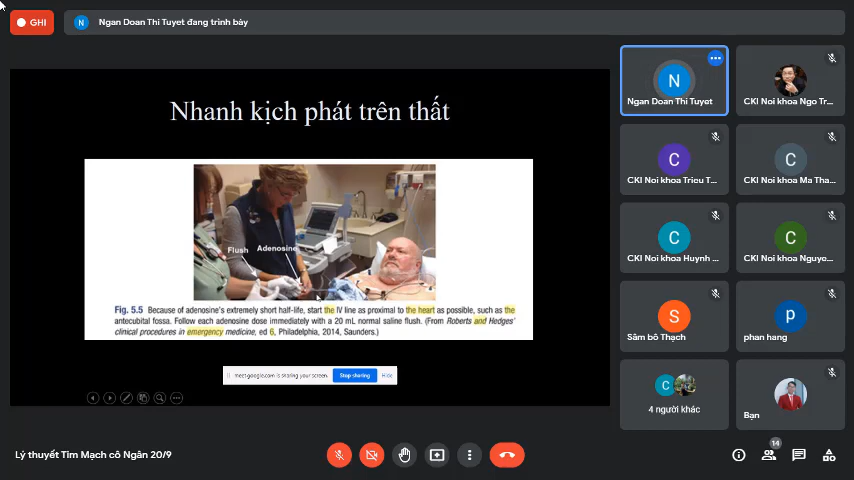 GHI
N
Ngan Doan Thi Tuyet đang trình bày
Nhanh kịch phát trên thất
Flush
Adenosine
Fig. 5.5 Because of adenosine's extremely short half-life, start the IV line as proximal to the heart as possible, such as the
antecubital fossa. Follow each adenosine dose immediately with a 20 mL normal saline flush. (From Roberts and Hedges'
clinical procedures in emergency medicine, ed 6, Philadelphia, 2014, Saunders.)
meet.google.com is sharing your screen.
Stop sharing
Hide
N
Ngan Doan Thi Tuyet
CKI Noi khoa Ngo Tr...
C
CKI Noi khoa Trieu T...
C
CKI Noi khoa Ma Tha...
C
CKI Noi khoa Huynh ...
C
CKI Noi khoa Nguye...
S
Sâm bô Thạch
p
phan hang
C
4 người khác
Bạn
Lý thuyết Tim Mạch cô Ngân 20/9
14